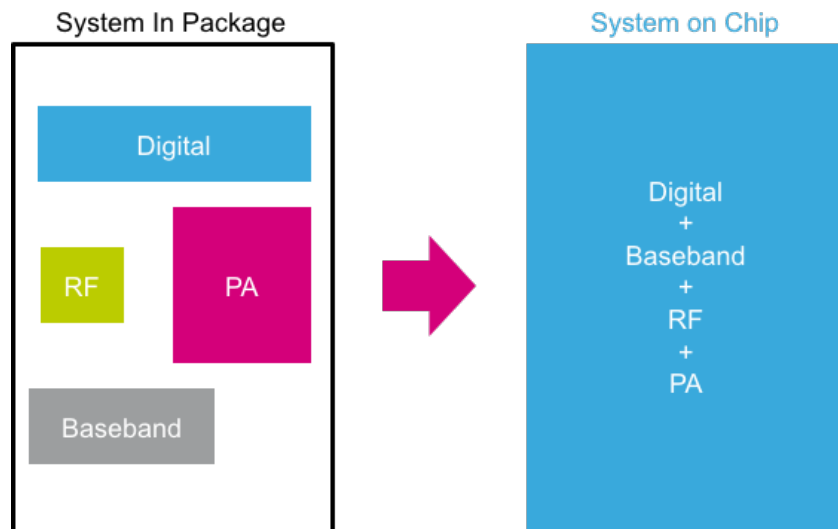 System In Package
Digital
RF
PA
Baseband
System on Chip
Digital
+
Baseband
+
RF
+
PA